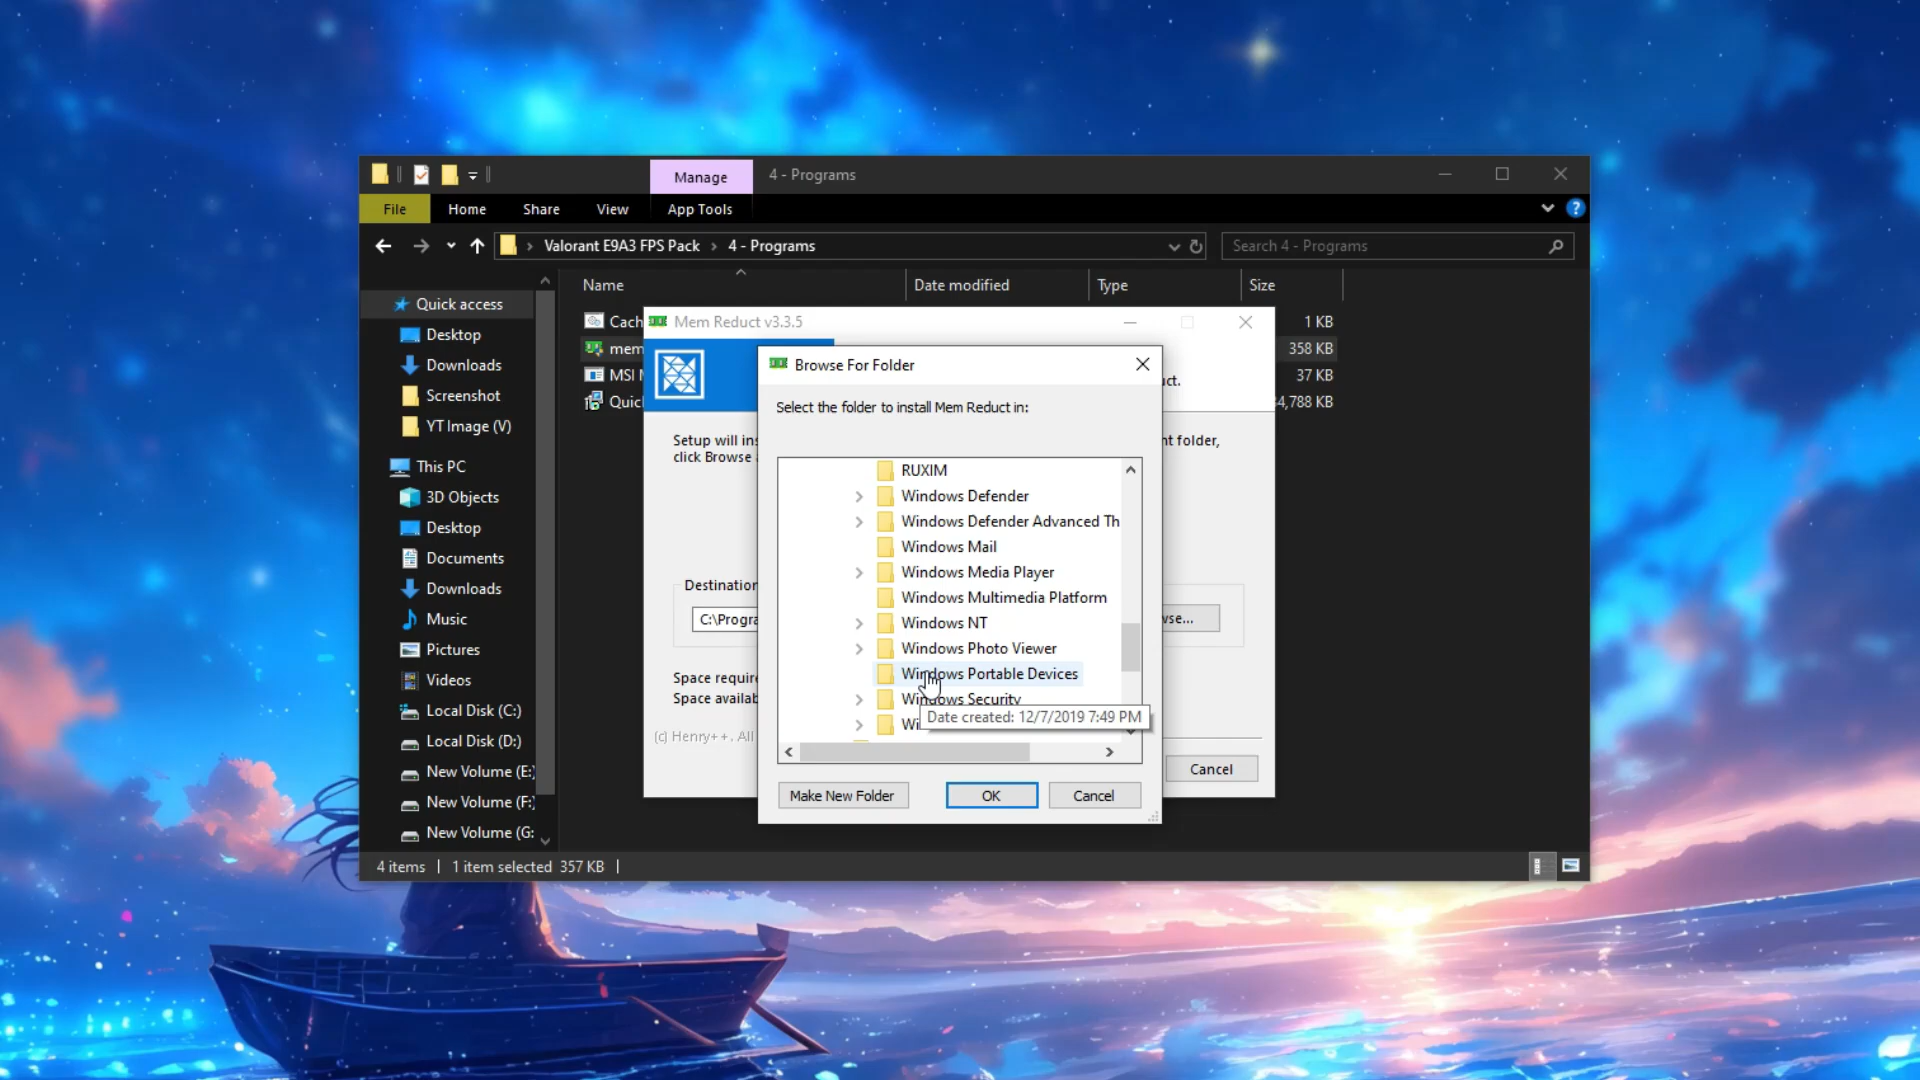 Manage
4 - Programs
File
Home
Share
View
App Tools
Valorant E9A3 FPS Pack
4 - Programs
Search 4 - Programs
Name
Date modified
Type
Size
Quick access
Desktop
Downloads
Screenshot
YT Image (V)
This PC
3D Objects
Desktop
Documents
Downloads
Music
Pictures
Videos
Local Disk (C:)
Local Disk (D:)
New Volume (E:)
New Volume (F:)
New Volume (G:
Cach
1 KB
mem
358 KB
MSI
37 KB
Quic
4,788 KB
Mem Reduct v3.3.5
ct.
Setup will ins
nt folder,
click Browse
Destination
C:\Progra
wse...
Space require
Space availab
(c) Henry++. All
Cancel
Browse For Folder
Select the folder to install Mem Reduct in:
RUXIM
Windows Defender
Windows Defender Advanced Th
Windows Mail
Windows Media Player
Windows Multimedia Platform
Windows NT
Windows Photo Viewer
Windows Portable Devices
Windows Security
Wi
Date created: 12/7/2019 7:49 PM
Make New Folder
OK
Cancel
4 items
1 item selected 357 KB